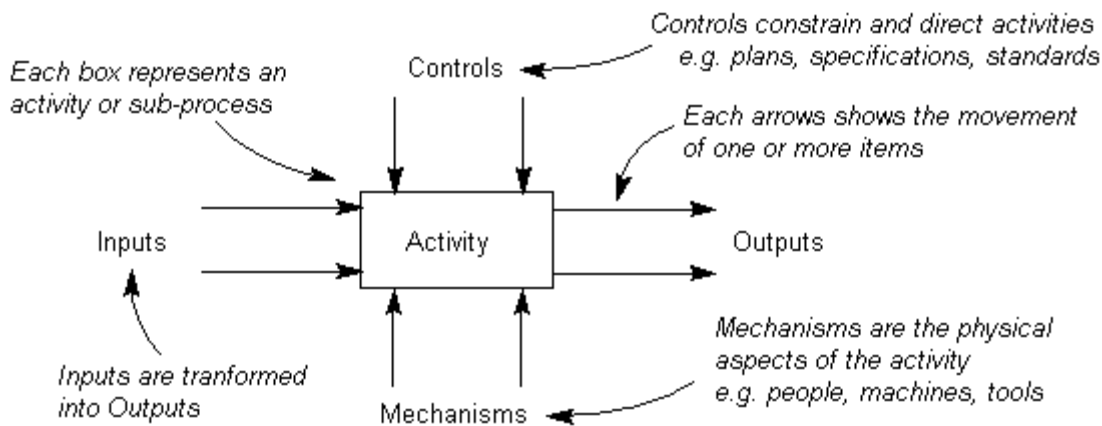 Controls constrain and direct activities
e.g. plans, specifications, standards
Each box represents an
activity or sub-process
Controls
Each arrows shows the movement
of one or more items
Inputs
Activity
Outputs
Inputs are tranformed
into Outputs
Mechanisms
Mechanisms are the physical
aspects of the activity
e.g. people, machines, tools